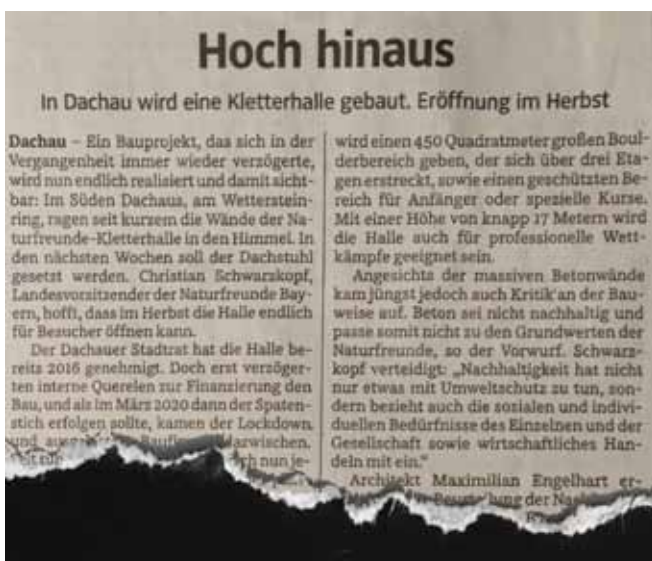 Hoch hinaus
In Dachau wird eine Kletterhalle gebaut. Eröffnung im Herbst
Dachau – Ein Bauprojekt, das sich in der
Vergangenheit immer wieder verzögerte,
wird nun endlich realisiert und damit sicht-
bar: Im Süden Dachaus, am Wetterstein-
ring, ragen seit kurzem die Wände der Na-
turfreunde-Kletterhalle in den Himmel. In
den nächsten Wochen soll der Dachstuhl
gesetzt werden. Christian Schwarzkopf,
Landesvorsitzender der Naturfreunde Bay-
ern, hofft, dass im Herbst die Halle endlich
für Besucher öffnen kann.
Der Dachauer Stadtrat hat die Halle be-
reits 2016 genehmigt. Doch erst verzöger-
ten interne Querelen zur Finanzierung den
Bau, und als im März 2020 dann der Spaten-
stich erfolgen sollte, kamen der Lockdown
und dazwischen.
nun je-
wird einen 450 Quadratmeter großen Boul-
derbereich geben, der sich über drei Eta-
gen erstreckt, sowie einen geschützten Be-
reich für Anfänger oder spezielle Kurse.
Mit einer Höhe von knapp 17 Metern wird
die Halle auch für professionelle Wett-
kämpfe geeignet sein.
Angesichts der massiven Betonwände
kam jüngst jedoch auch Kritik an der Bau-
weise auf. Beton sei nicht nachhaltig und
passe somit nicht zu den Grundwerten der
Naturfreunde, so der Vorwurf. Schwarz-
kopf verteidigt: „Nachhaltigkeit hat nicht
nur etwas mit Umweltschutz zu tun, son-
dern bezieht auch die sozialen und indivi-
duellen Bedürfnisse des Einzelnen und der
Gesellschaft sowie wirtschaftliches Han-
deln mit ein.“
Architekt Maximilian Engelhart er-
der